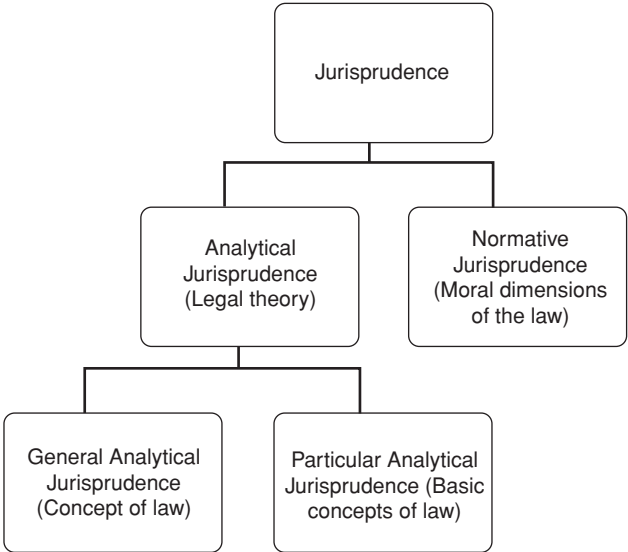 Jurisprudence
Analytical
Jurisprudence
(Legal theory)
Normative
Jurisprudence
(Moral dimensions
of the law)
General Analytical
Jurisprudence
(Concept of law)
Particular Analytical
Jurisprudence (Basic
concepts of law)